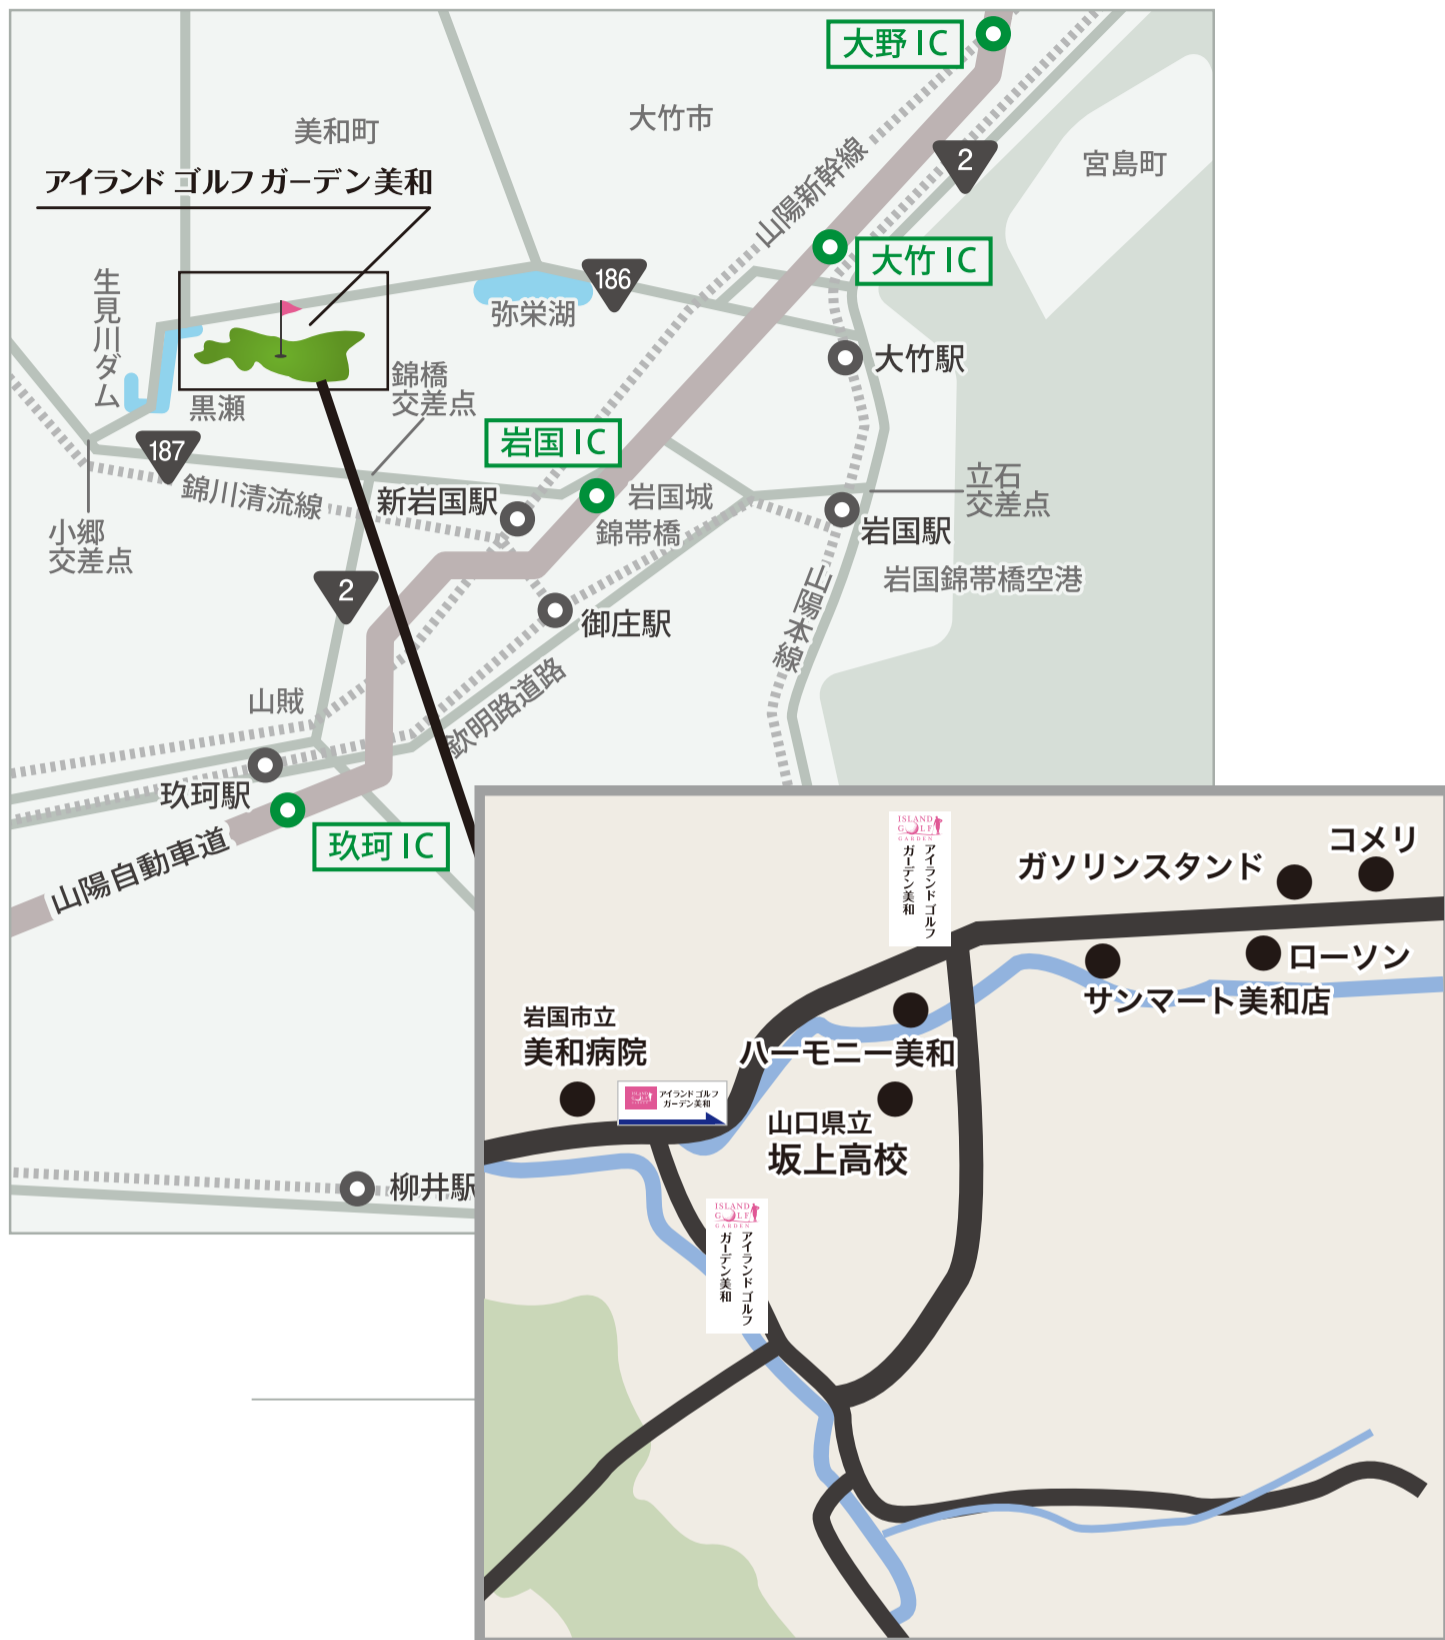 大野 IC
美和町
大竹市
2
宮島町
アイランド ゴルフ ガーデン 美和
山陽新幹線
大竹 IC
生見川ダム
186
弥栄湖
大竹駅
錦橋
交差点
黒瀬
岩国 IC
187
錦川清流線
新岩国駅
岩国城
錦帯橋
立石
交差点
岩国駅
小郷
交差点
2
岩国錦帯橋空港
御庄駅
山陽本線
山賊
欽明路道路
玖珂駅
玖珂 IC
山陽自動車道
柳井駅
ISLAND
GOLF
GARDEN
アイランド ゴルフ
ガーデン美和
コメリ
ガソリンスタンド
ローソン
サンマート美和店
岩国市立
美和病院
ハーモニー美和
アイランド ゴルフ
ガーデン美和
山口県立
坂上高校
ISLAND
GOLF
GARDEN
アイランド ゴルフ
ガーデン美和